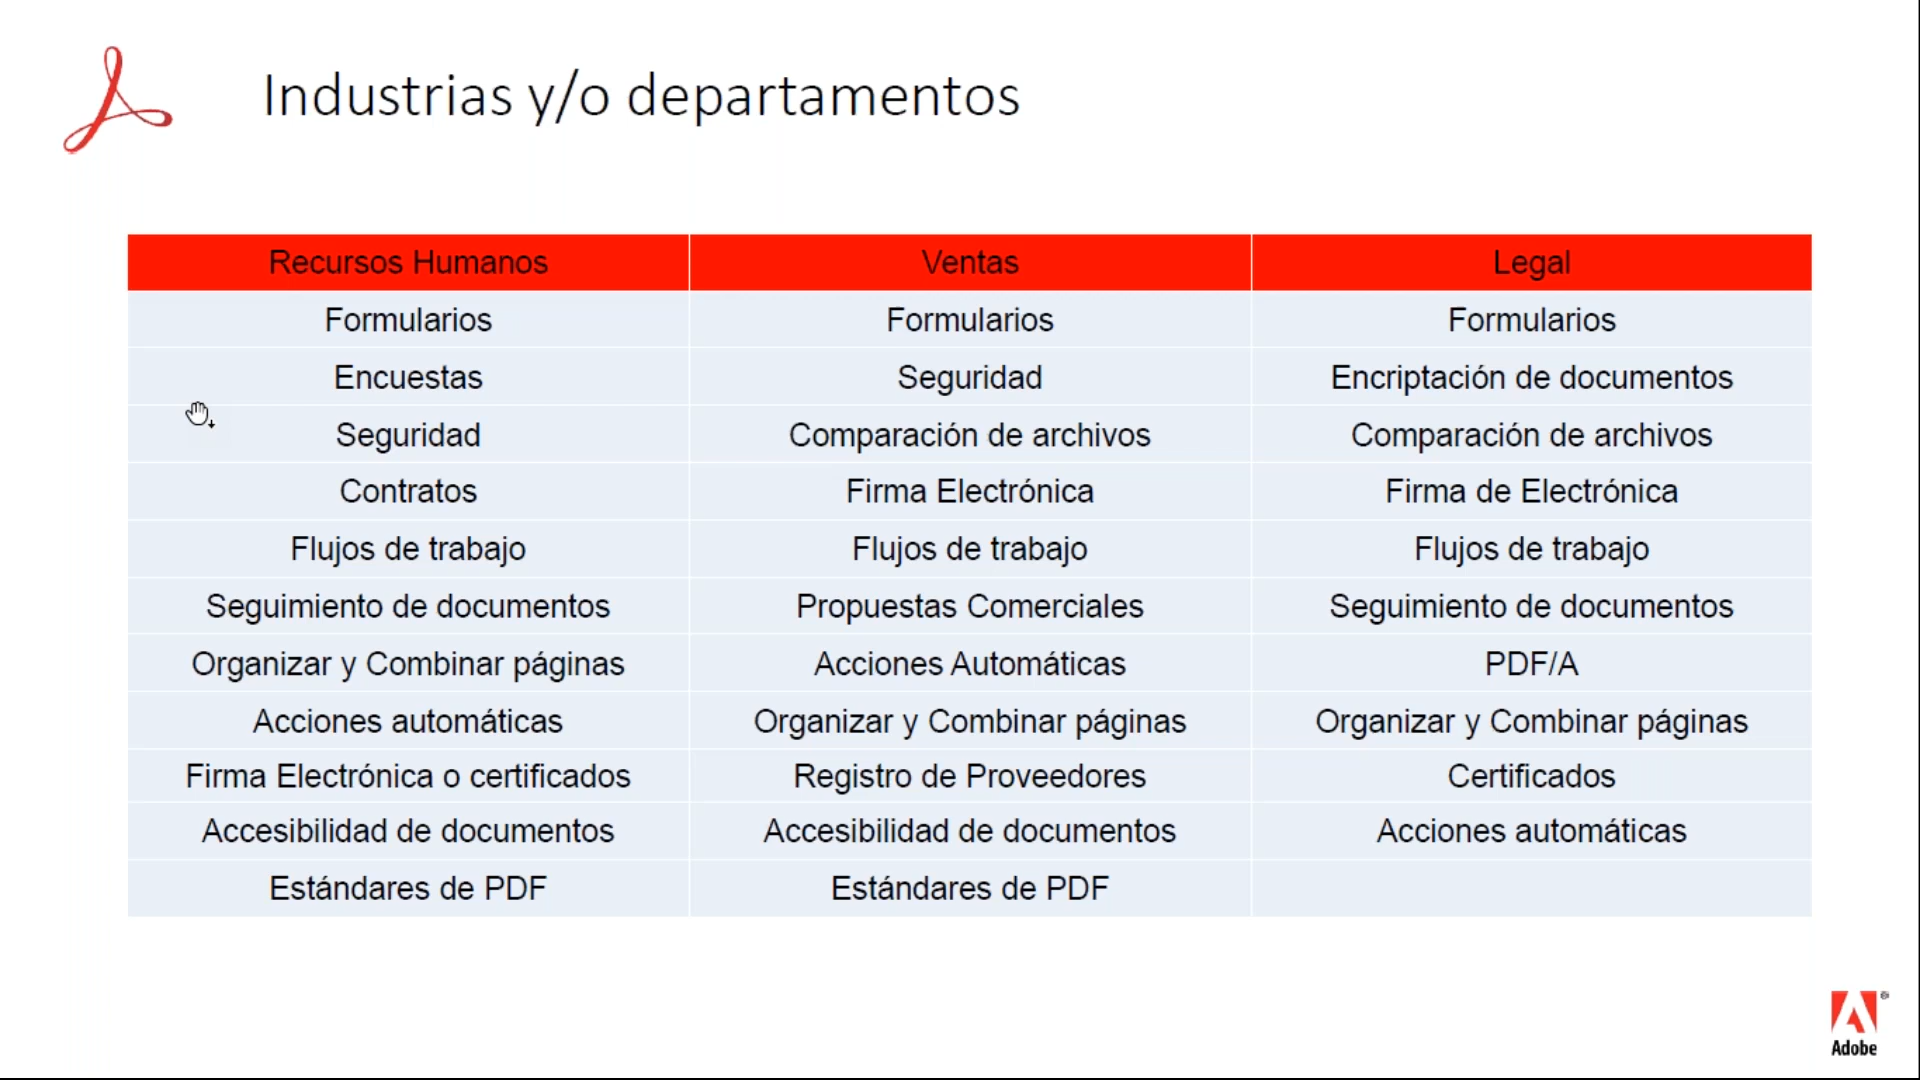 Industrias y/o departamentos
Recursos Humanos Ventas Legal
Formularios Formularios Formularios
Encuestas Seguridad Encriptación de documentos
Seguridad Comparación de archivos Comparación de archivos
Contratos Firma Electrónica Firma de Electrónica
Flujos de trabajo Flujos de trabajo Flujos de trabajo
Seguimiento de documentos Propuestas Comerciales Seguimiento de documentos
Organizar y Combinar páginas Acciones Automáticas PDF/A
Acciones automáticas Organizar y Combinar páginas Organizar y Combinar páginas
Firma Electrónica o certificados Registro de Proveedores Certificados
Accesibilidad de documentos Accesibilidad de documentos Acciones automáticas
Estándares de PDF Estándares de PDF
®
Adobe